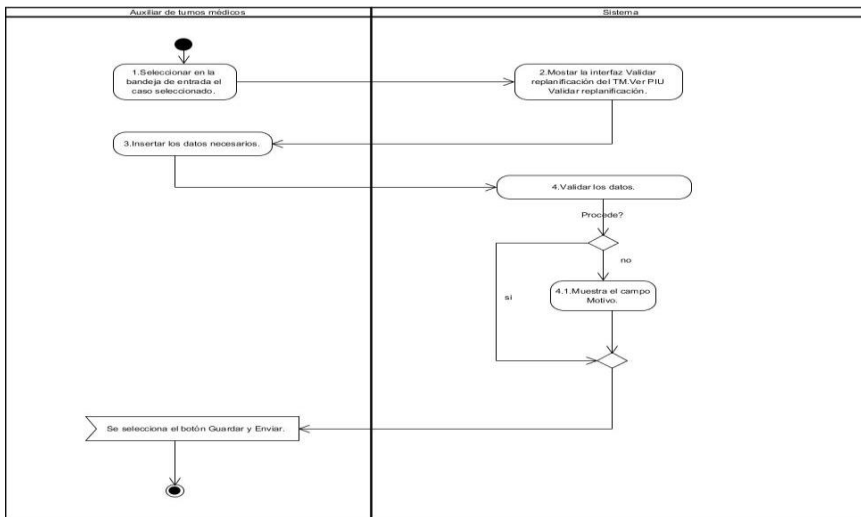 Auxiliar de turnos médicos
Sistema
1.Seleccionar en la
bandeja de entrada el
caso seleccionado.
2.Mostar la interfaz Validar
replanificación del TM.Ver PIU
Validar replanificación.
3.Insertar los datos necesarios.
4.Validar los datos.
Procede?
no
si
4.1.Muestra el campo
Motivo.
Se selecciona el botón Guardar y Enviar.